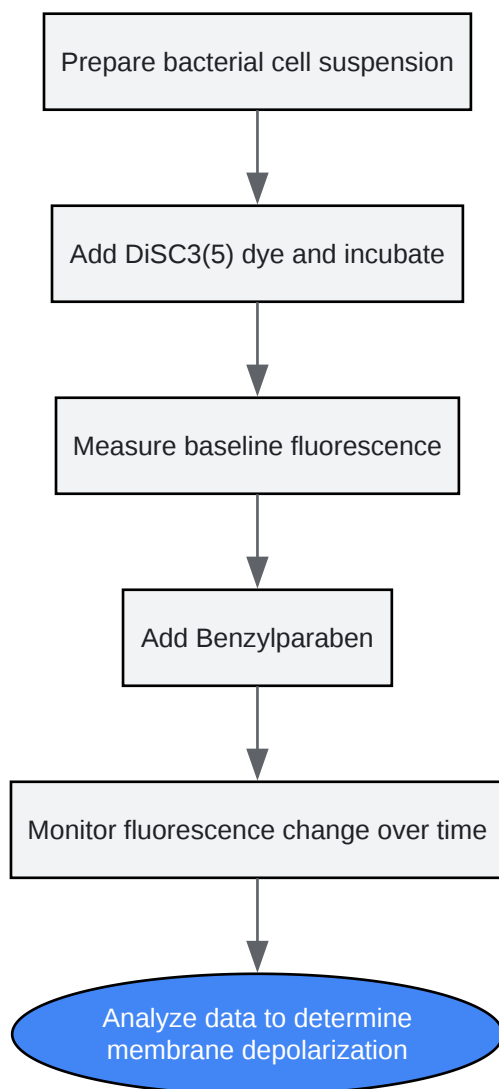 Prepare bacterial cell suspension
Add DiSC3(5) dye and incubate
Measure baseline fluorescence
Add Benzylparaben
Monitor fluorescence change over time
Analyze data to determine
membrane depolarization